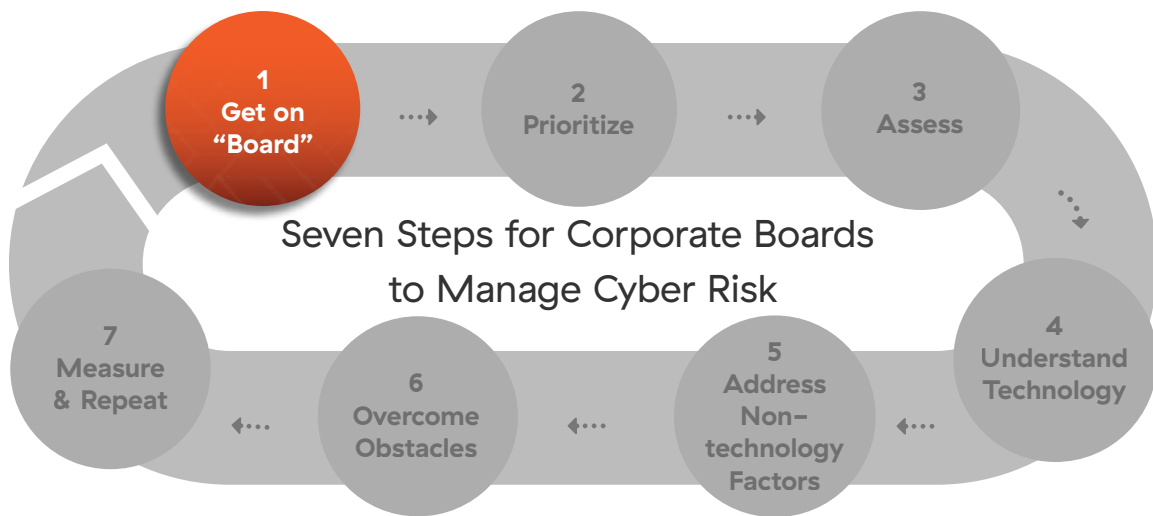 1
Get on
“Board”
2
Prioritize
3
Assess
Seven Steps for Corporate Boards
to Manage Cyber Risk
4
Understand
Technology
5
Address
Non-
technology
Factors
6
Overcome
Obstacles
7
Measure
& Repeat